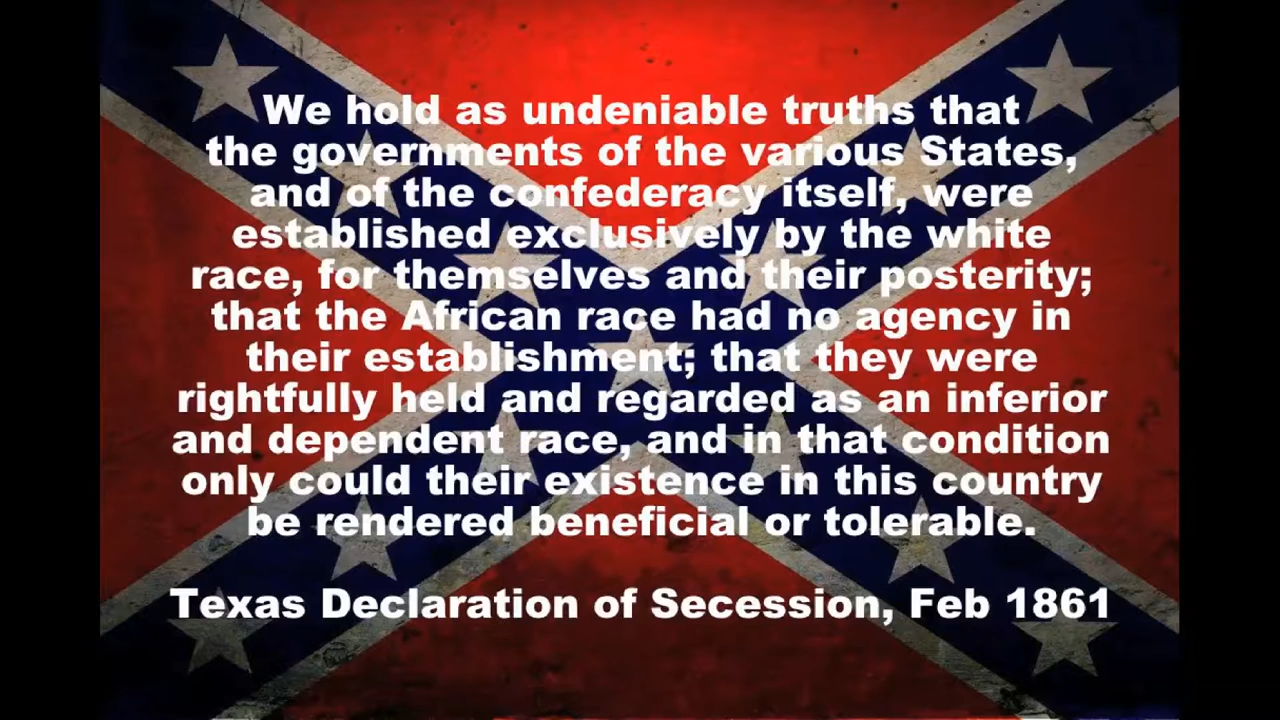 We hold as undeniable truths that
the governments of the various States,
and of the confederacy itself, were
established exclusively by the white
race, for themselves and their posterity;
that the African race had no agency in
their establishment; that they were
rightfully held and regarded as an inferior
and dependent race, and in that condition
only could their existence in this country
be rendered beneficial or tolerable.
Texas Declaration of Secession, Feb 1861